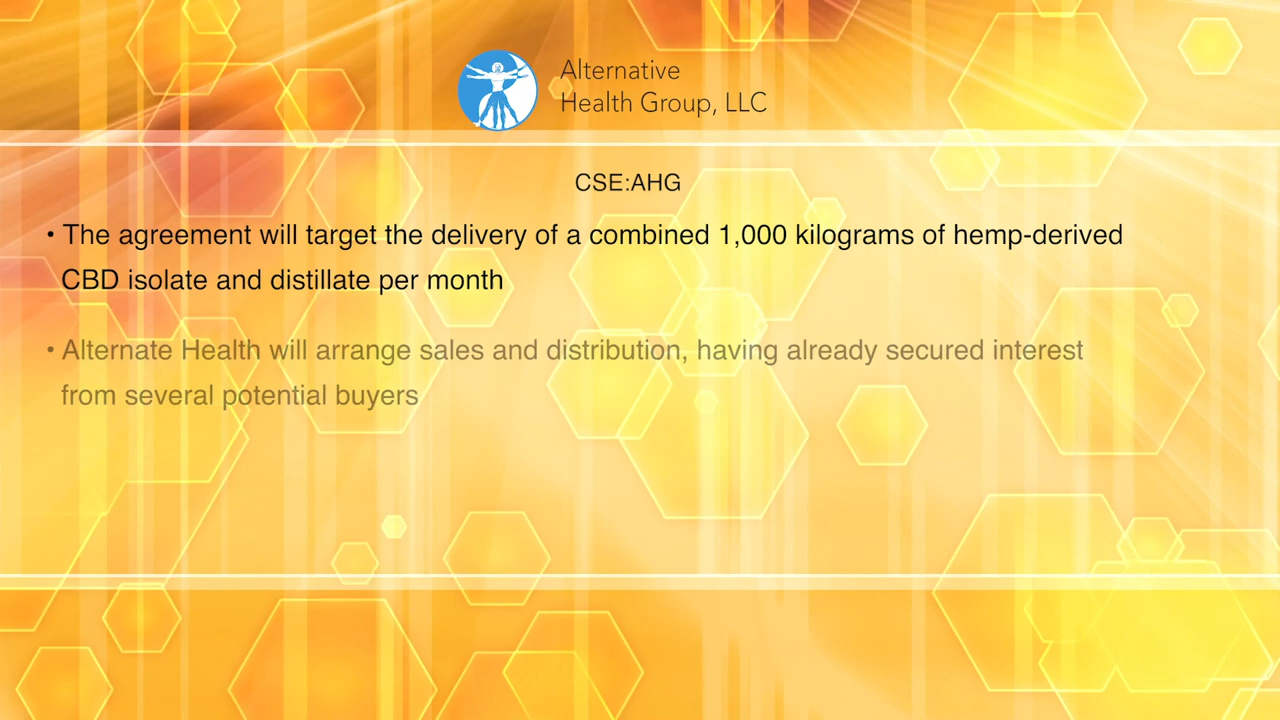 Alternative
Health Group, LLC
CSE:AHG
• The agreement will target the delivery of a combined 1,000 kilograms of hemp-derived
CBD isolate and distillate per month
• Alternate Health will arrange sales and distribution, having already secured interest
from several potential buyers